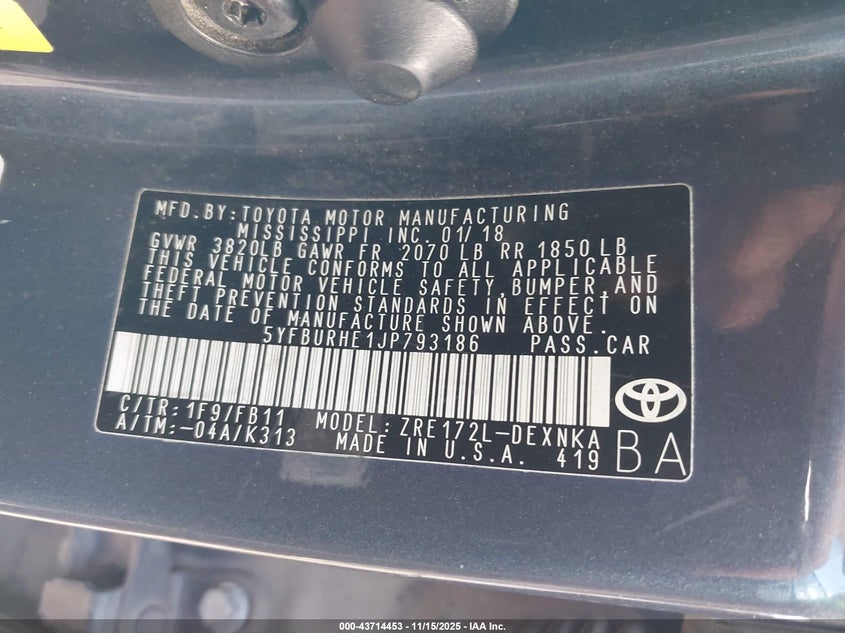 MFD.BY:TOYOTA MOTOR MANUFACTURING
MISSISSIPPI INC. 01/18
GVWR 3820LB GAWR FR 2070 LB RR 1850 LB
THIS VEHICLE CONFORMS TO ALL APPLICABLE
FEDERAL MOTOR VEHICLE SAFETY, BUMPER, AND
THEFT PREVENTION STANDARDS IN EFFECT ON
THE DATE OF MANUFACTURE SHOWN ABOVE.
5YFBURHE1JP793186 PASS.CAR
C/TR:1F9/FB11 MODEL:ZRE172L-DEXNKA
A/TM:-04A/K313 MADE IN U.S.A. 419
BA
000-43714453 - 11/15/2025 - IAA Inc.